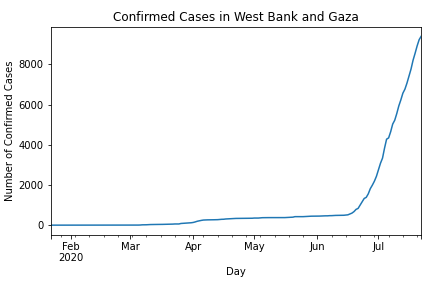 Confirmed Cases in West Bank and Gaza
Number of Confirmed Cases
8000
6000
4000
2000
0
Feb Mar Apr May Jun Jul
2020
Day